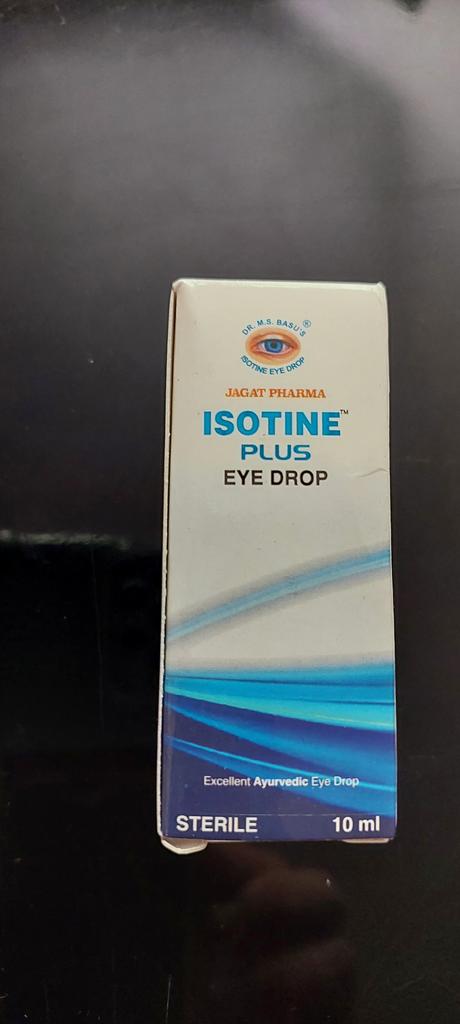 DR. M.S. BASU'S ®
ISOTINE EYE DROP
JAGAT PHARMA
ISOTINE™
PLUS
EYE DROP
Excellent Ayurvedic Eye Drop
STERILE 10 ml